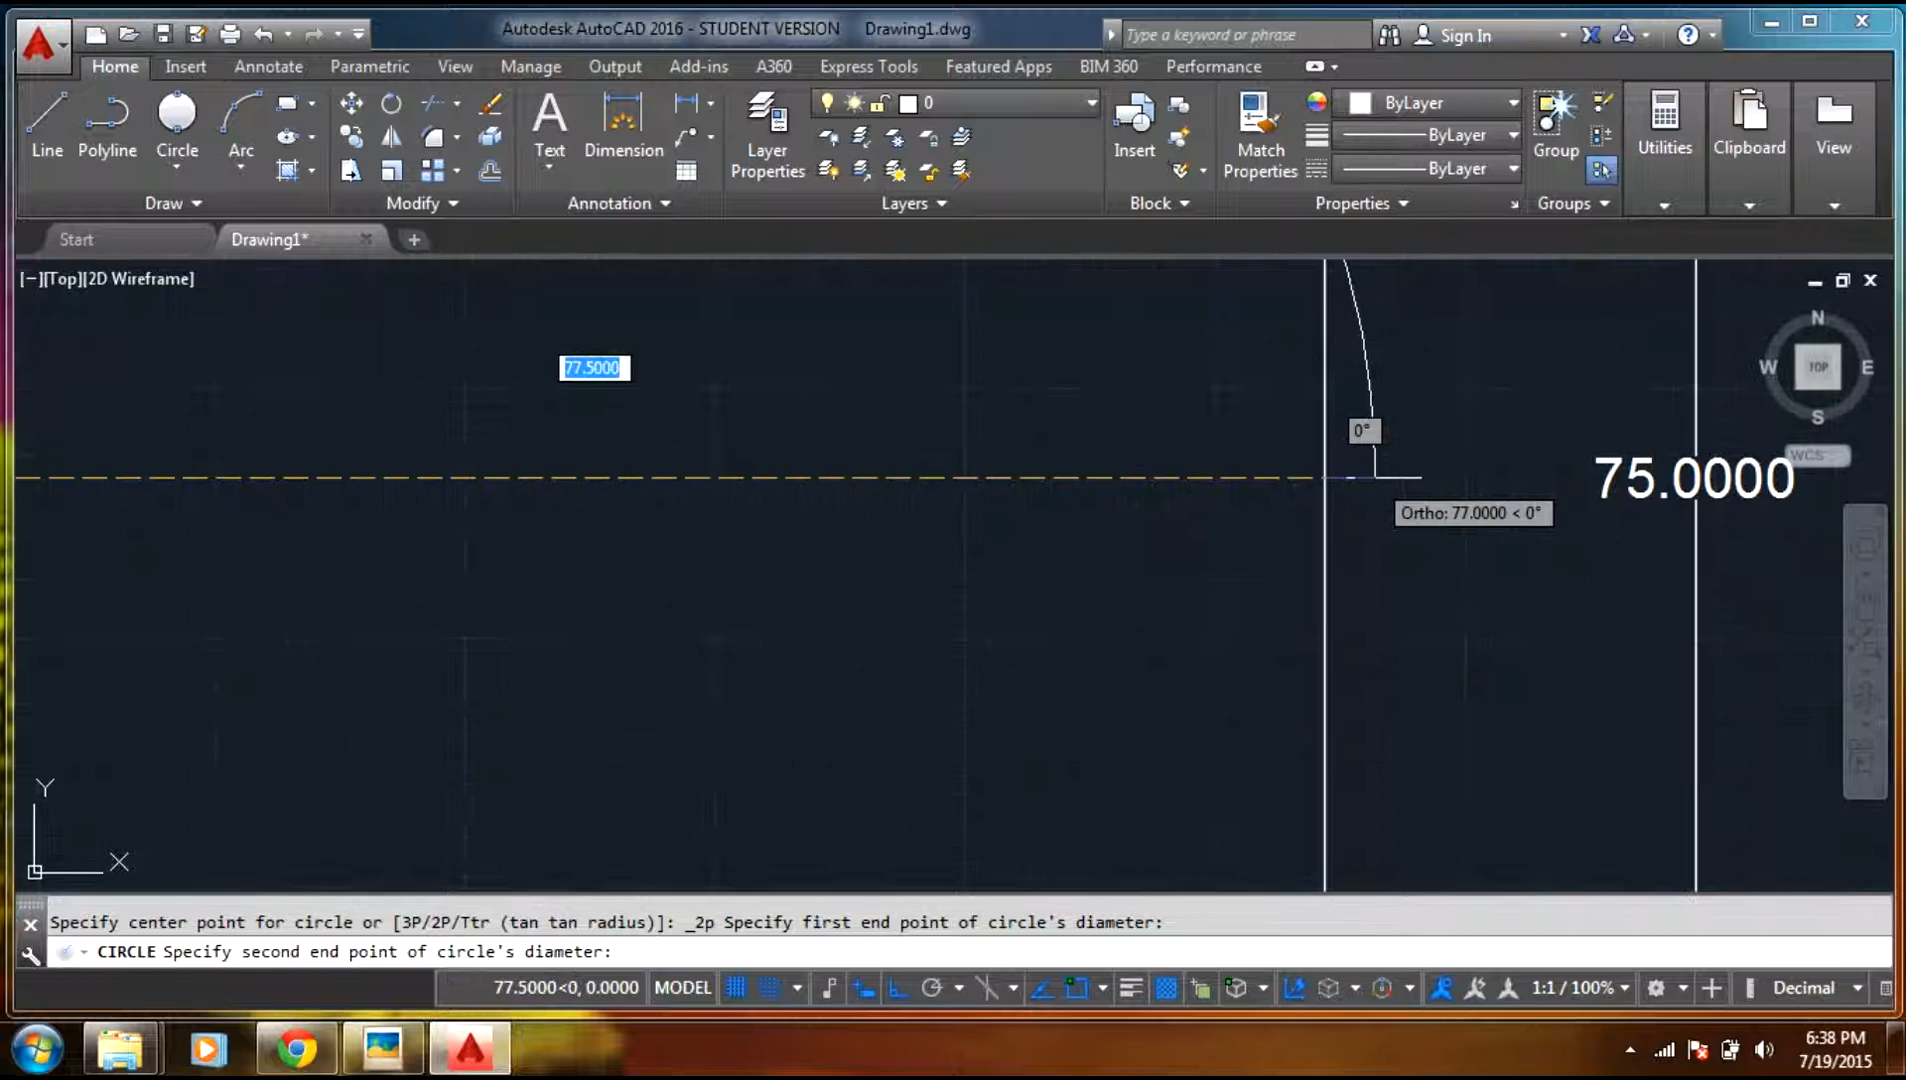 Autodesk AutoCAD 2016 - STUDENT VERSION Drawing1.dwg
Type a keyword or phrase
Sign In
Home Insert Annotate Parametric View Manage Output Add-ins A360 Express Tools Featured Apps BIM 360 Performance
0
ByLayer
Line Polyline Circle Arc
Text Dimension
Layer Properties
Insert
Match Properties
ByLayer
ByLayer
Group
Utilities Clipboard View
Draw Modify Annotation Layers Block Properties Groups
Start Drawing1*
[−][Top][2D Wireframe]
N
W TOP E
S
WCS
77.5000
0°
75.0000
Ortho: 77.0000 < 0°
Y
X
Specify center point for circle or [3P/2P/Ttr (tan tan radius)]: _2p Specify first end point of circle's diameter:
CIRCLE Specify second end point of circle's diameter:
77.5000<0, 0.0000 MODEL 1:1 / 100% Decimal
6:38 PM
7/19/2015